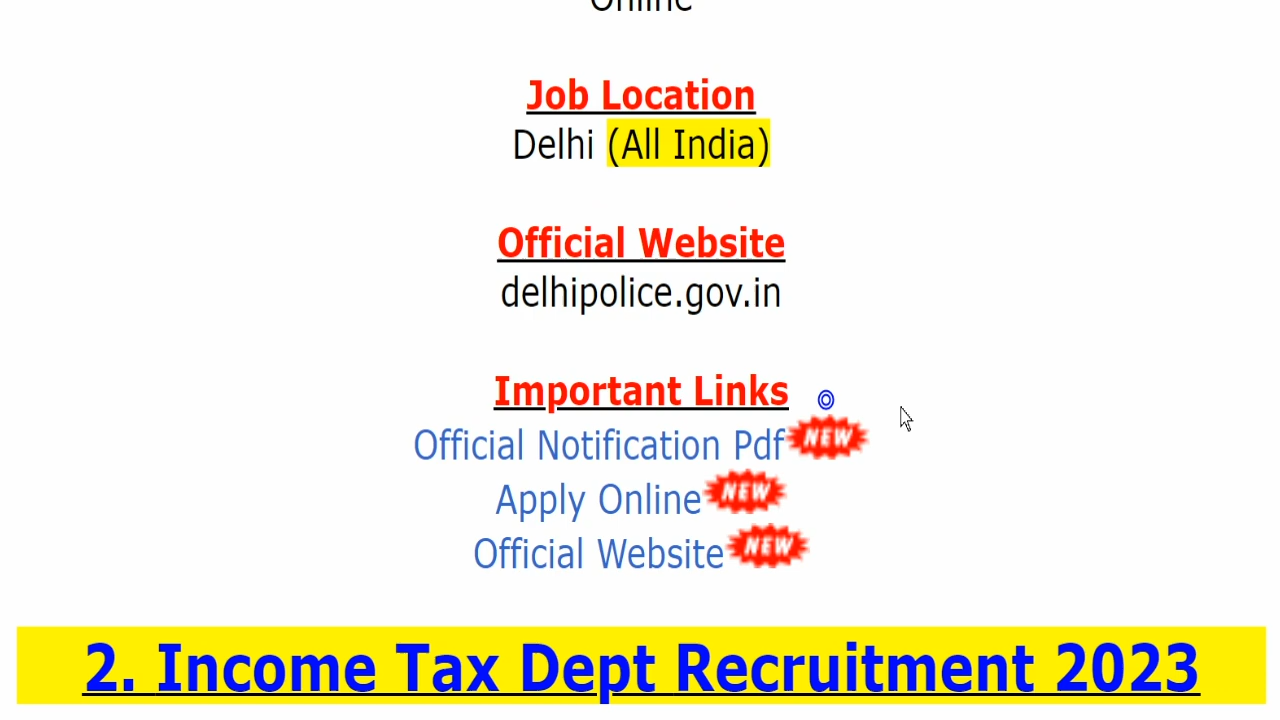 Online
Job Location
Delhi (All India)
Official Website
delhipolice.gov.in
Important Links
Official Notification Pdf NEW
Apply Online NEW
Official Website NEW
2. Income Tax Dept Recruitment 2023